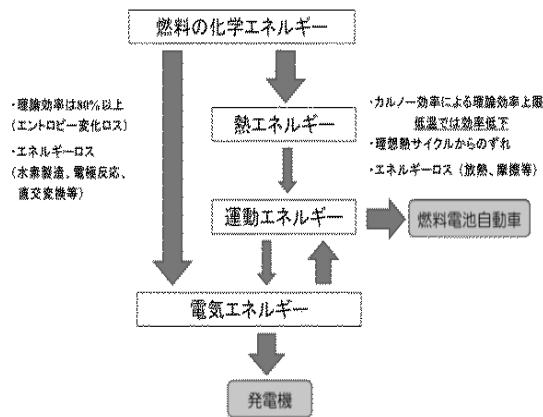 燃料の化学エネルギー
・理論効率は80%以上
(エントロピー変化ロス)
・エネルギーロス
(水素製造、電極反応、
直交変換等)
熱エネルギー
・カルノー効率による理論効率上限
低温では効率低下
・理想熱サイクルからのずれ
・エネルギーロス（放熱、摩擦等）
運動エネルギー
燃料電池自動車
電気エネルギー
発電機